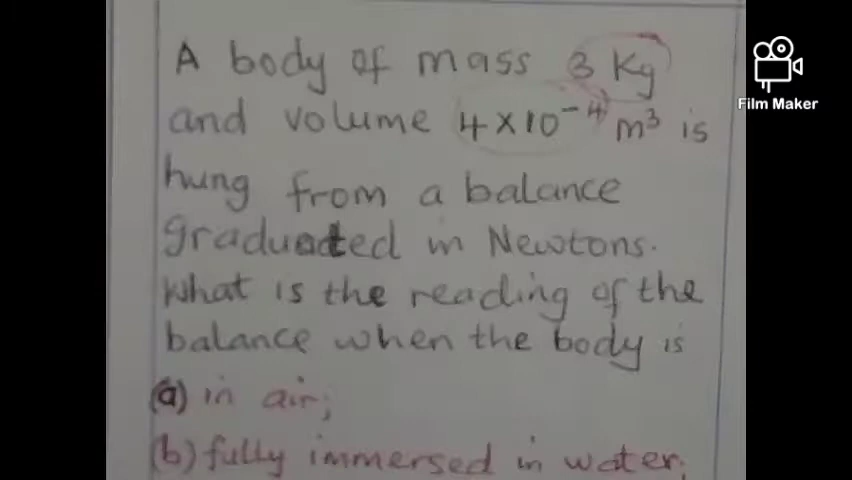 A body of mass 3 Kg
and volume 4×10⁻⁴ m³ is
hung from a balance
graduated in Newtons.
What is the reading of the
balance when the body is
(a) in air;
(b) fully immersed in water;
Film Maker